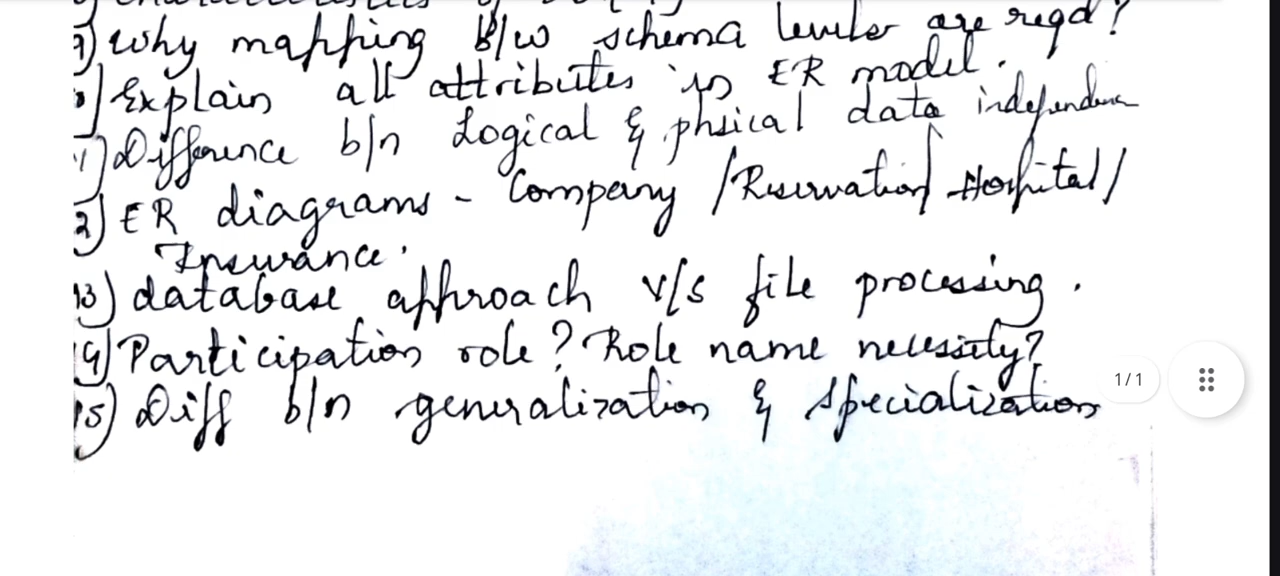 9) Why mapping b/w schema levels are reqd?
0) Explain all attributes in ER model.
11) Difference b/n Logical & phsical data independence
2) ER diagrams - Company /Reservation/ Hospital/
Insurance.
13) database approach v/s file processing.
14) Participation role? Role name necessity?
15) Diff b/n generalization & specialization
1/1